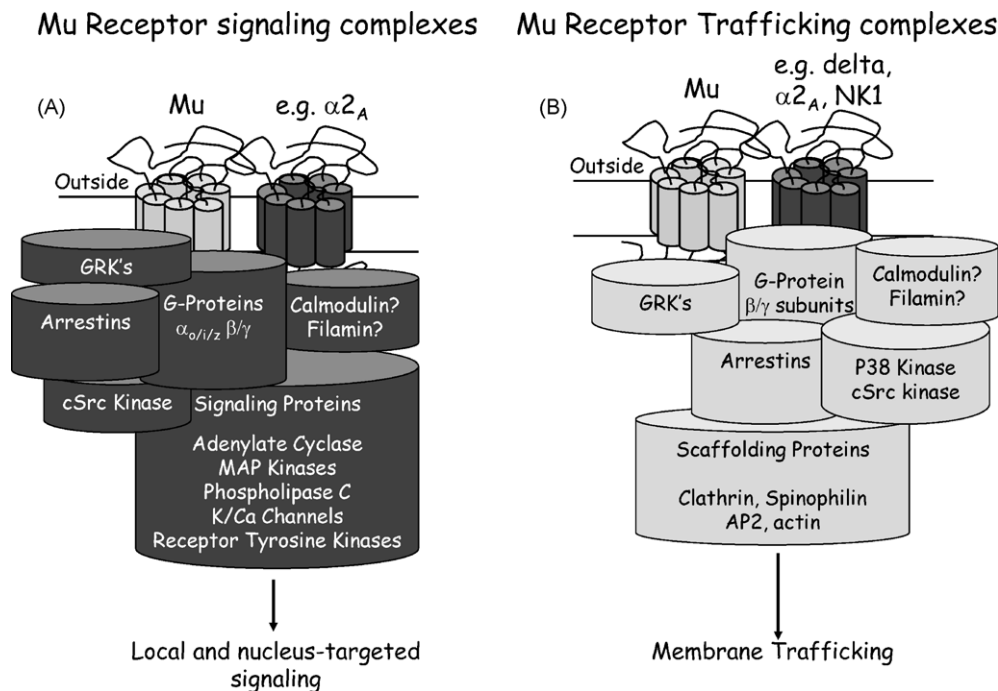 Mu Receptor signaling complexes
(A)
Mu
e.g. α2A
Outside
GRK's
Arrestins
G-Proteins
αo/i/z β/γ
Calmodulin?
Filamin?
cSrc Kinase
Signaling Proteins
Adenylate Cyclase
MAP Kinases
Phospholipase C
K/Ca Channels
Receptor Tyrosine Kinases
Local and nucleus-targeted
signaling
Mu Receptor Trafficking complexes
(B)
Mu
e.g. delta,
α2A, NK1
Outside
GRK's
G-Protein
β/γ subunits
Calmodulin?
Filamin?
Arrestins
P38 Kinase
cSrc kinase
Scaffolding Proteins
Clathrin, Spinophilin
AP2, actin
Membrane Trafficking